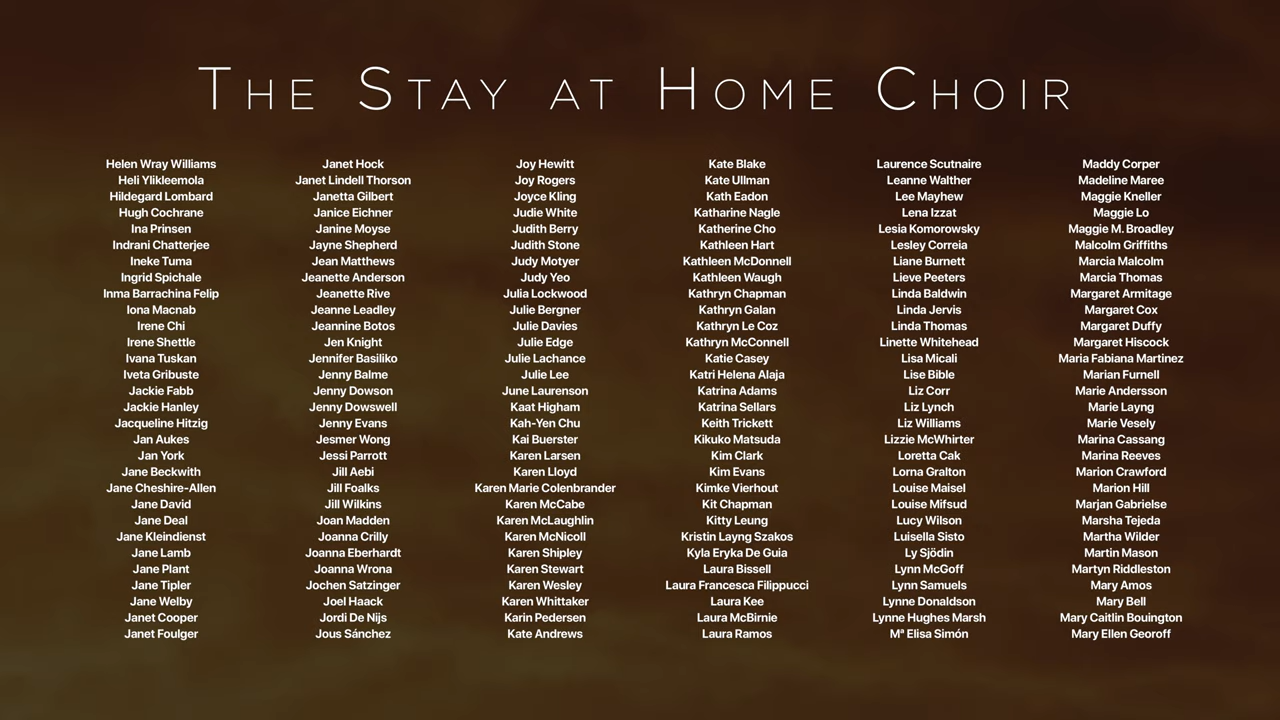 The Stay at Home Choir
Helen Wray Williams
Heli Ylikleemola
Hildegard Lombard
Hugh Cochrane
Ina Prinsen
Indrani Chatterjee
Ineke Tuma
Ingrid Spichale
Inma Barrachina Felip
Iona Macnab
Irene Chi
Irene Shettle
Ivana Tuskan
Iveta Gribuste
Jackie Fabb
Jackie Hanley
Jacqueline Hitzig
Jan Aukes
Jan York
Jane Beckwith
Jane Cheshire-Allen
Jane David
Jane Deal
Jane Kleindienst
Jane Lamb
Jane Plant
Jane Tipler
Jane Welby
Janet Cooper
Janet Foulger
Janet Hock
Janet Lindell Thorson
Janetta Gilbert
Janice Eichner
Janine Moyse
Jayne Shepherd
Jean Matthews
Jeanette Anderson
Jeanette Rive
Jeanne Leadley
Jeannine Botos
Jen Knight
Jennifer Basiliko
Jenny Balme
Jenny Dowson
Jenny Dowswell
Jenny Evans
Jesmer Wong
Jessi Parrott
Jill Aebi
Jill Foalks
Jill Wilkins
Joan Madden
Joanna Crilly
Joanna Eberhardt
Joanna Wrona
Jochen Satzinger
Joel Haack
Jordi De Nijs
Jous Sánchez
Joy Hewitt
Joy Rogers
Joyce Kling
Judie White
Judith Berry
Judith Stone
Judy Motyer
Judy Yeo
Julia Lockwood
Julie Bergner
Julie Davies
Julie Edge
Julie Lachance
Julie Lee
June Laurenson
Kaat Higham
Kah-Yen Chu
Kai Buerster
Karen Larsen
Karen Lloyd
Karen Marie Colenbrander
Karen McCabe
Karen McLaughlin
Karen McNicoll
Karen Shipley
Karen Stewart
Karen Wesley
Karen Whittaker
Karin Pedersen
Kate Andrews
Kate Blake
Kate Ullman
Kath Eadon
Katharine Nagle
Katherine Cho
Kathleen Hart
Kathleen McDonnell
Kathleen Waugh
Kathryn Chapman
Kathryn Galan
Kathryn Le Coz
Kathryn McConnell
Katie Casey
Katri Helena Alaja
Katrina Adams
Katrina Sellars
Keith Trickett
Kikuko Matsuda
Kim Clark
Kim Evans
Kimke Vierhout
Kit Chapman
Kitty Leung
Kristin Layng Szakos
Kyla Eryka De Guia
Laura Bissell
Laura Francesca Filippucci
Laura Kee
Laura McBirnie
Laura Ramos
Laurence Scutnaire
Leanne Walther
Lee Mayhew
Lena Izzat
Lesia Komorowsky
Lesley Correia
Liane Burnett
Lieve Peeters
Linda Baldwin
Linda Jervis
Linda Thomas
Linette Whitehead
Lisa Micali
Lise Bible
Liz Corr
Liz Lynch
Liz Williams
Lizzie McWhirter
Loretta Cak
Lorna Gralton
Louise Maisel
Louise Mifsud
Lucy Wilson
Luisella Sisto
Ly Sjödin
Lynn McGoff
Lynn Samuels
Lynne Donaldson
Lynne Hughes Marsh
Mª Elisa Simón
Maddy Corper
Madeline Maree
Maggie Kneller
Maggie Lo
Maggie M. Broadley
Malcolm Griffiths
Marcia Malcolm
Marcia Thomas
Margaret Armitage
Margaret Cox
Margaret Duffy
Margaret Hiscock
Maria Fabiana Martinez
Marian Furnell
Marie Andersson
Marie Layng
Marie Vesely
Marina Cassang
Marina Reeves
Marion Crawford
Marion Hill
Marjan Gabrielse
Marsha Tejeda
Martha Wilder
Martin Mason
Martyn Riddleston
Mary Amos
Mary Bell
Mary Caitlin Bouington
Mary Ellen Georoff